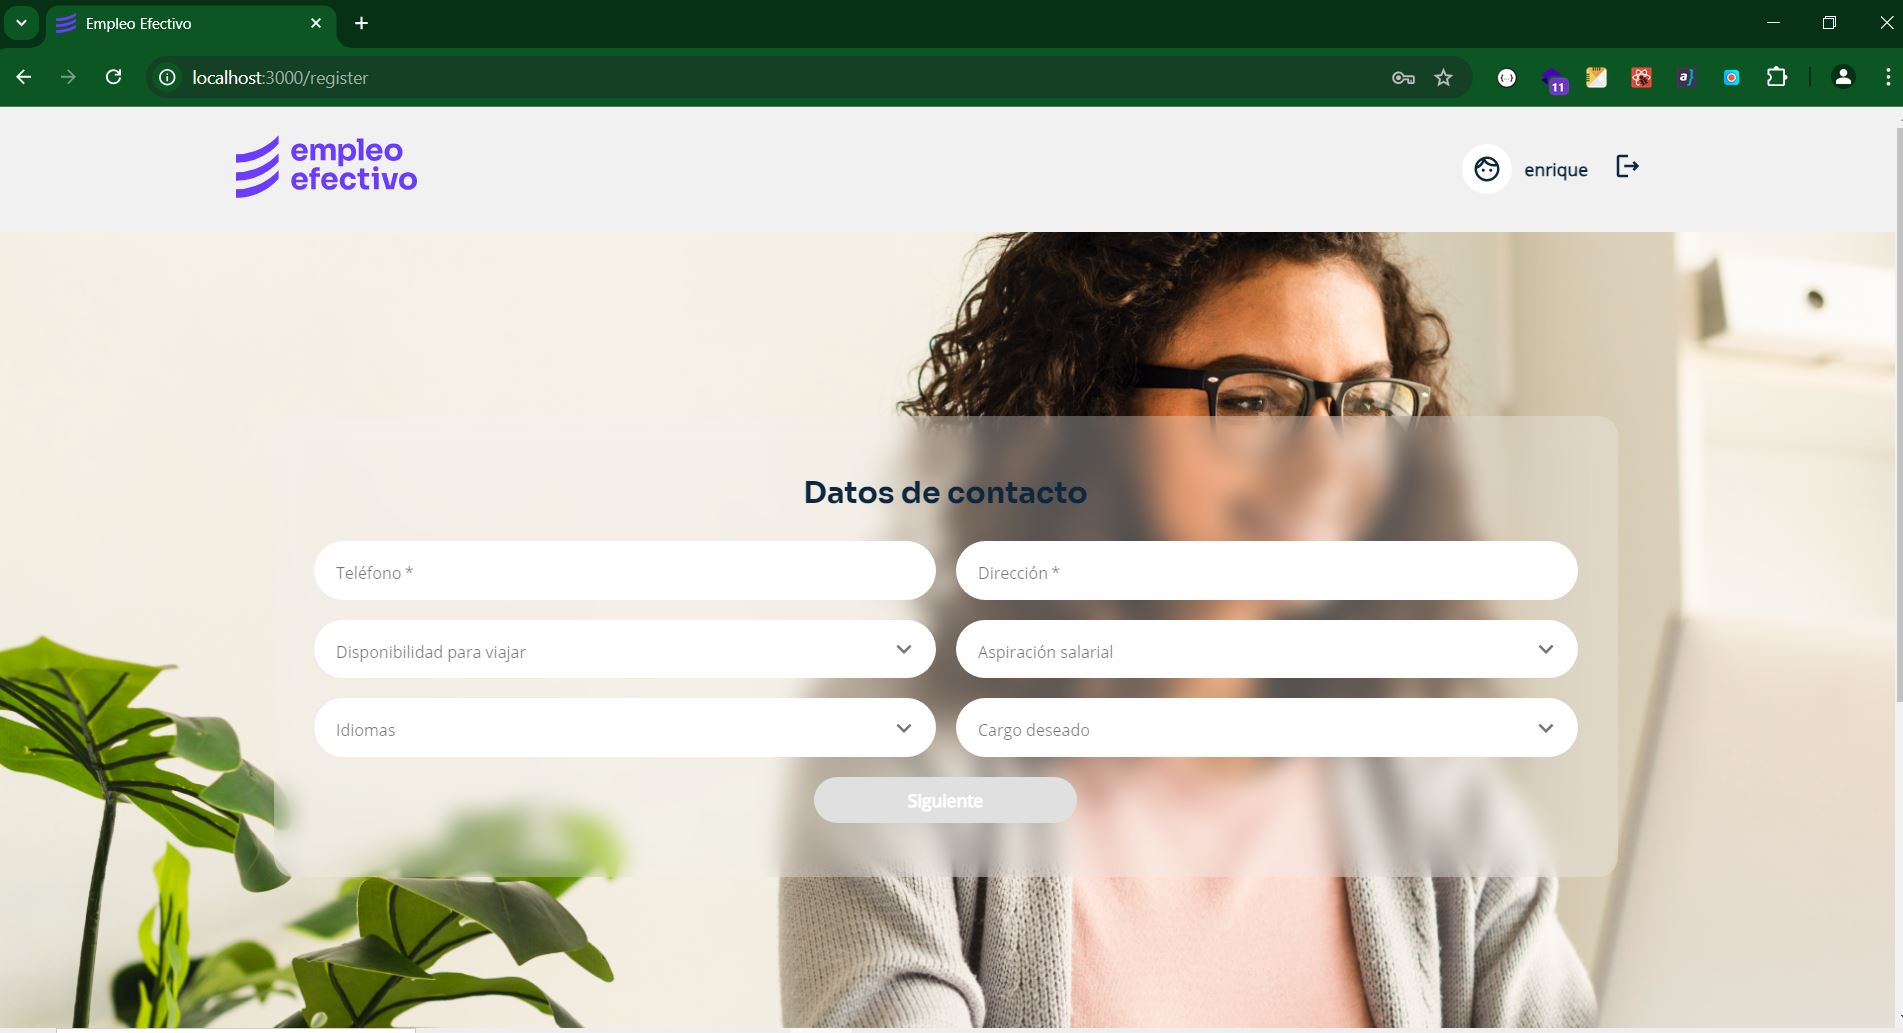 Empleo Efectivo
localhost:3000/register
11
a}
empleo
efectivo
enrique
Datos de contacto
Teléfono *
Dirección *
Disponibilidad para viajar
Aspiración salarial
Idiomas
Cargo deseado
Siguiente